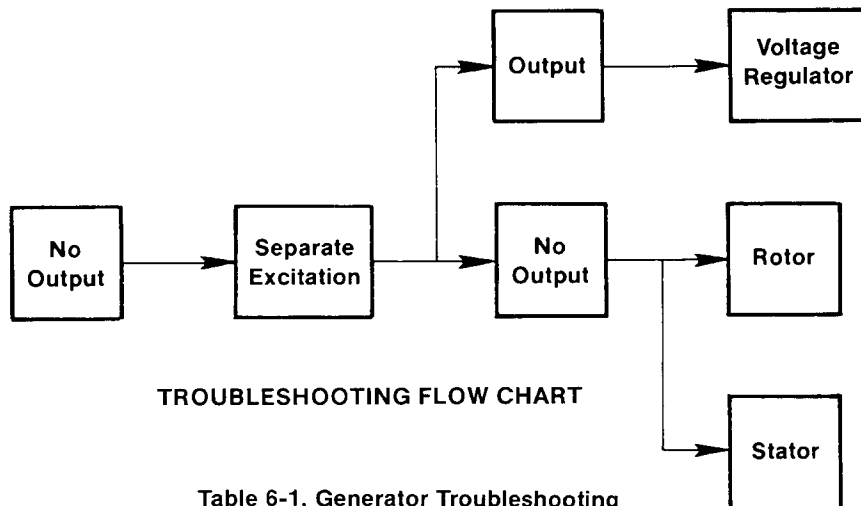 Output
Voltage
Regulator
No
Output
Separate
Excitation
No
Output
Rotor
TROUBLESHOOTING FLOW CHART
Stator
Table 6-1. Generator Troubleshooting